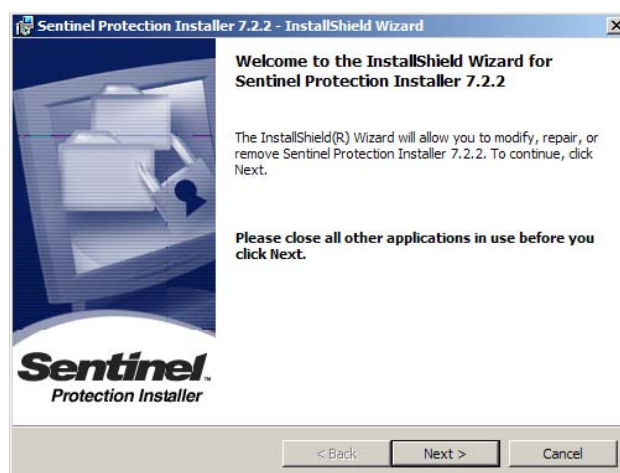 Sentinel Protection Installer 7.2.2 - InstallShield Wizard
Welcome to the InstallShield Wizard for
Sentinel Protection Installer 7.2.2
The InstallShield(R) Wizard will allow you to modify, repair, or
remove Sentinel Protection Installer 7.2.2. To continue, click
Next.
Please close all other applications in use before you
click Next.
Sentinel
Protection Installer
< Back
Next >
Cancel